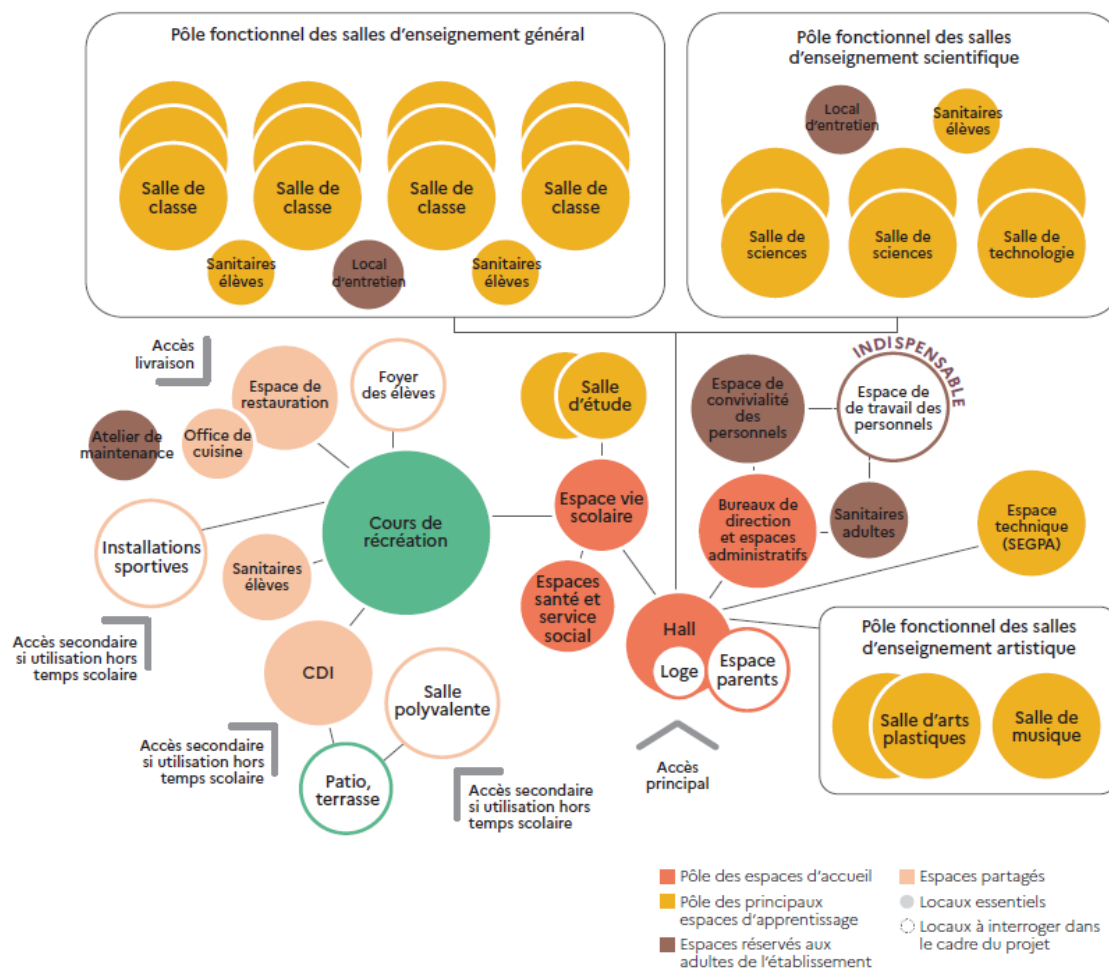 Pôle fonctionnel des salles d'enseignement général
Salle de
classe
Salle de
classe
Salle de
classe
Salle de
classe
Sanitaires
élèves
Local
d'entretien
Sanitaires
élèves
Pôle fonctionnel des salles
d'enseignement scientifique
Local
d'entretien
Sanitaires
élèves
Salle de
sciences
Salle de
sciences
Salle de
technologie
Accès
livraison
Espace de
restauration
Foyer
des élèves
Atelier de
maintenance
Office de
cuisine
Salle
d'étude
Espace de
convivialité
des
personnels
INDISPENSABLE
Espace de
de travail des
personnels
Cours de
récréation
Espace vie
scolaire
Bureaux de
direction
et espaces
administratifs
Sanitaires
adultes
Espace
technique
(SEGPA)
Installations
sportives
Sanitaires
élèves
Espaces
santé et
service
social
Hall
Loge
Espace
parents
Accès principal
Accès secondaire
si utilisation hors
temps scolaire
CDI
Salle
polyvalente
Accès secondaire
si utilisation hors
temps scolaire
Patio,
terrasse
Accès secondaire
si utilisation hors
temps scolaire
Pôle fonctionnel des salles
d'enseignement artistique
Salle d'arts
plastiques
Salle de
musique
Pôle des espaces d'accueil
Pôle des principaux
espaces d'apprentissage
Espaces réservés aux
adultes de l'établissement
Espaces partagés
Locaux essentiels
Locaux à interroger dans
le cadre du projet